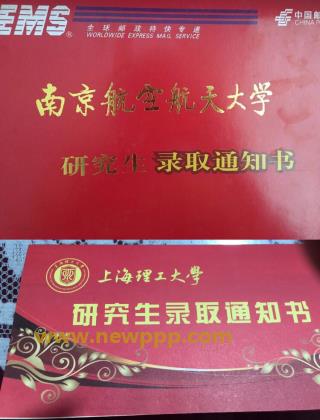 EMS®
全球邮政特快专递
WORLDWIDE EXPRESS MAIL SERVICE
中国邮
CHINA P
南京航空航天大学
研究生 录取通知书
上海理工大學
研究生录取通知书
www.newppp.com